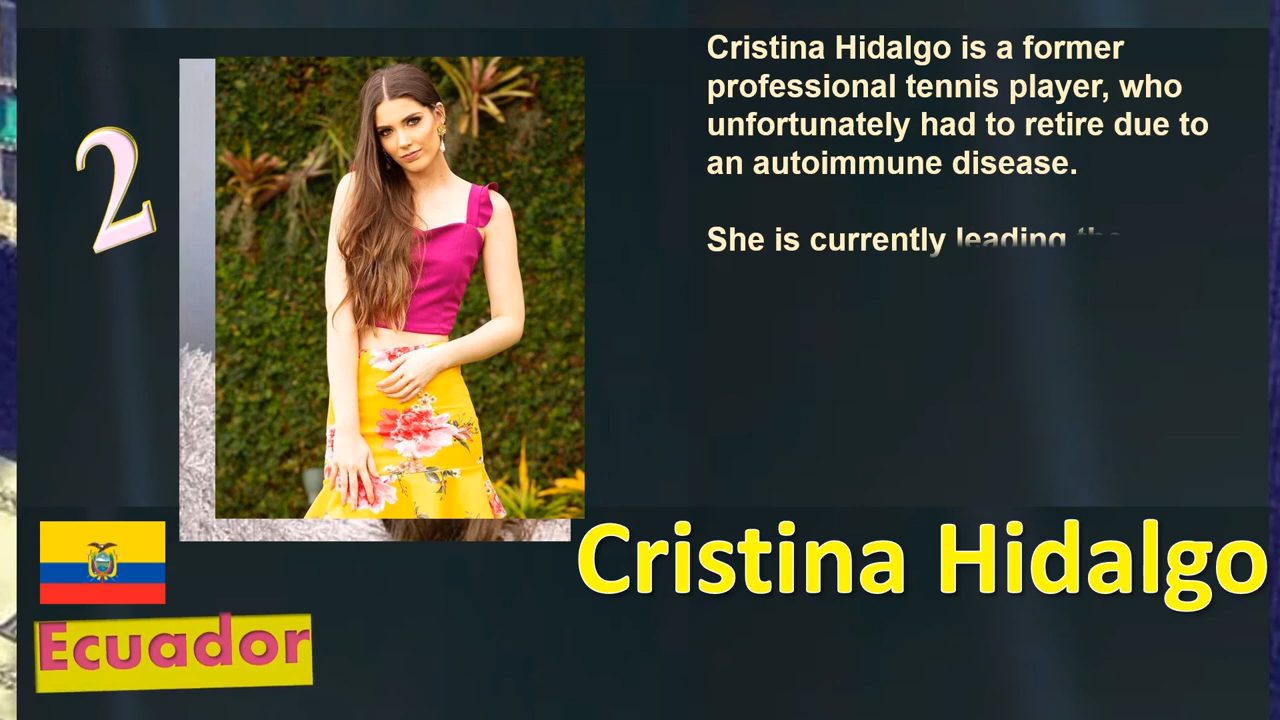 2
Cristina Hidalgo is a former
professional tennis player, who
unfortunately had to retire due to
an autoimmune disease.
She is currently leading
Cristina Hidalgo
Ecuador